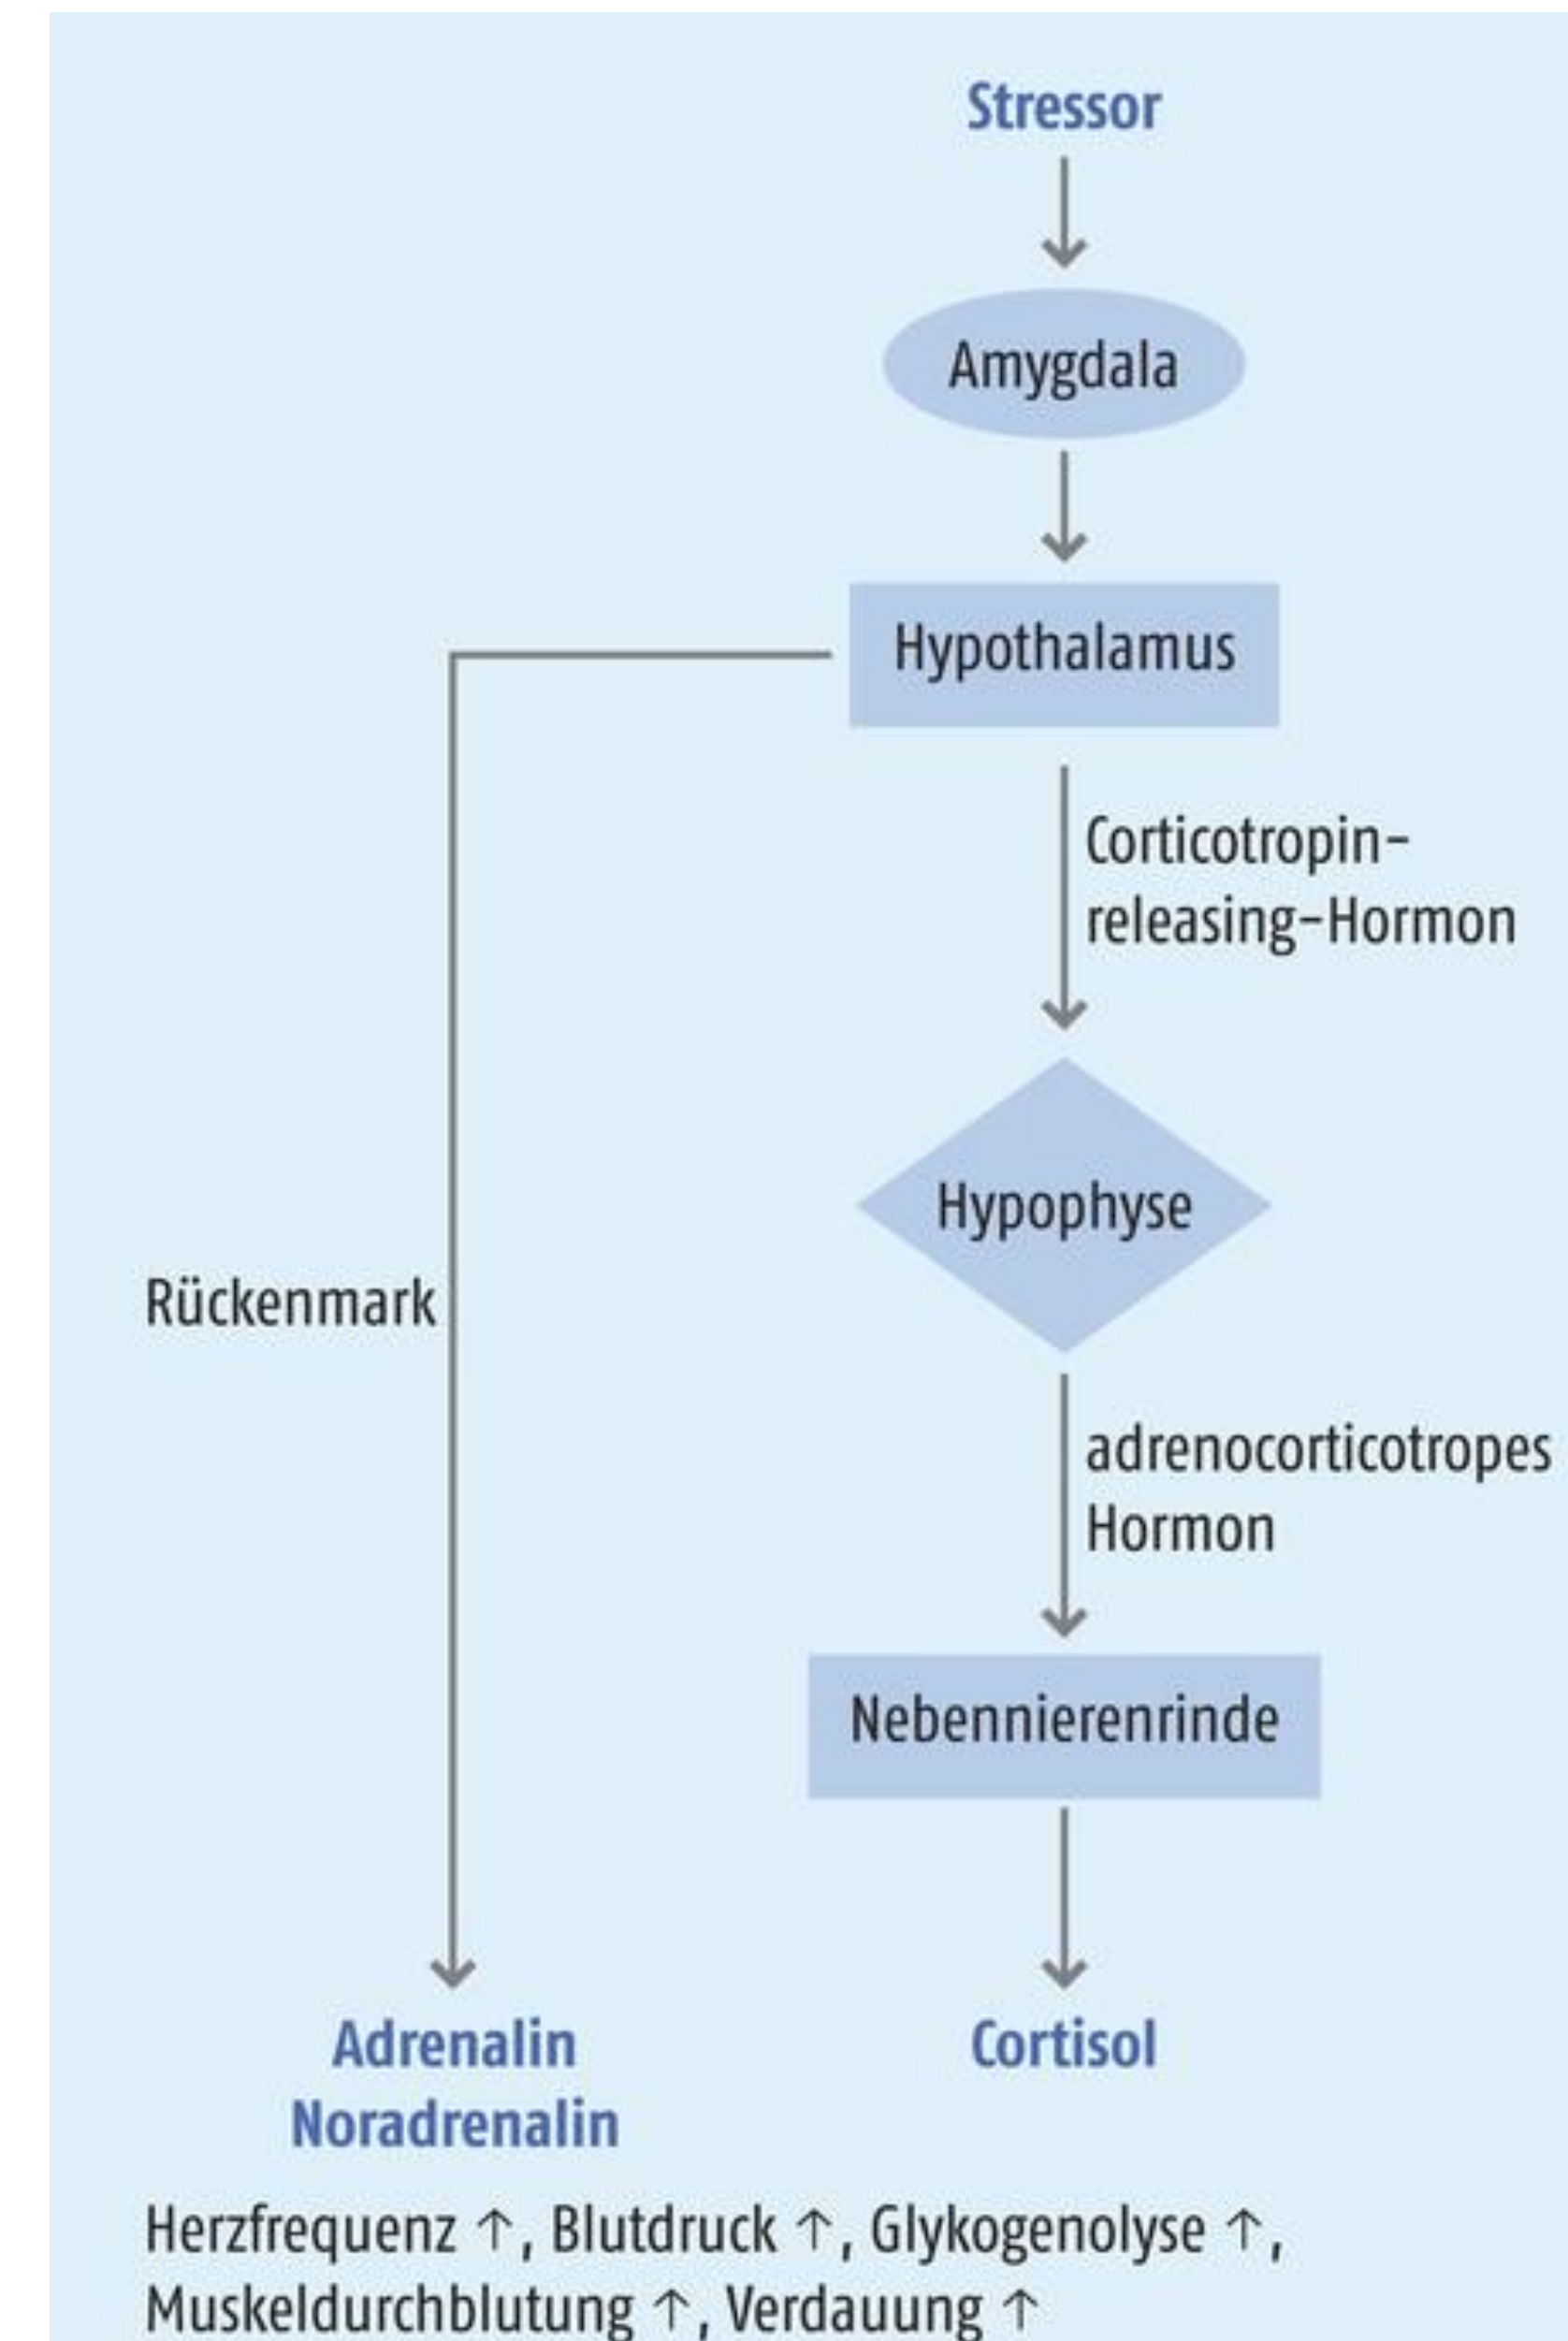 Stressor
Amygdala
Hypothalamus
Corticotropin-
releasing-Hormon
Hypophyse
Rückenmark
adrenocorticotropes
Hormon
Nebennierenrinde
Adrenalin
Noradrenalin
Cortisol
Herzfrequenz ↑, Blutdruck ↑, Glykogenolyse ↑,
Muskeldurchblutung ↑, Verdauung ↑